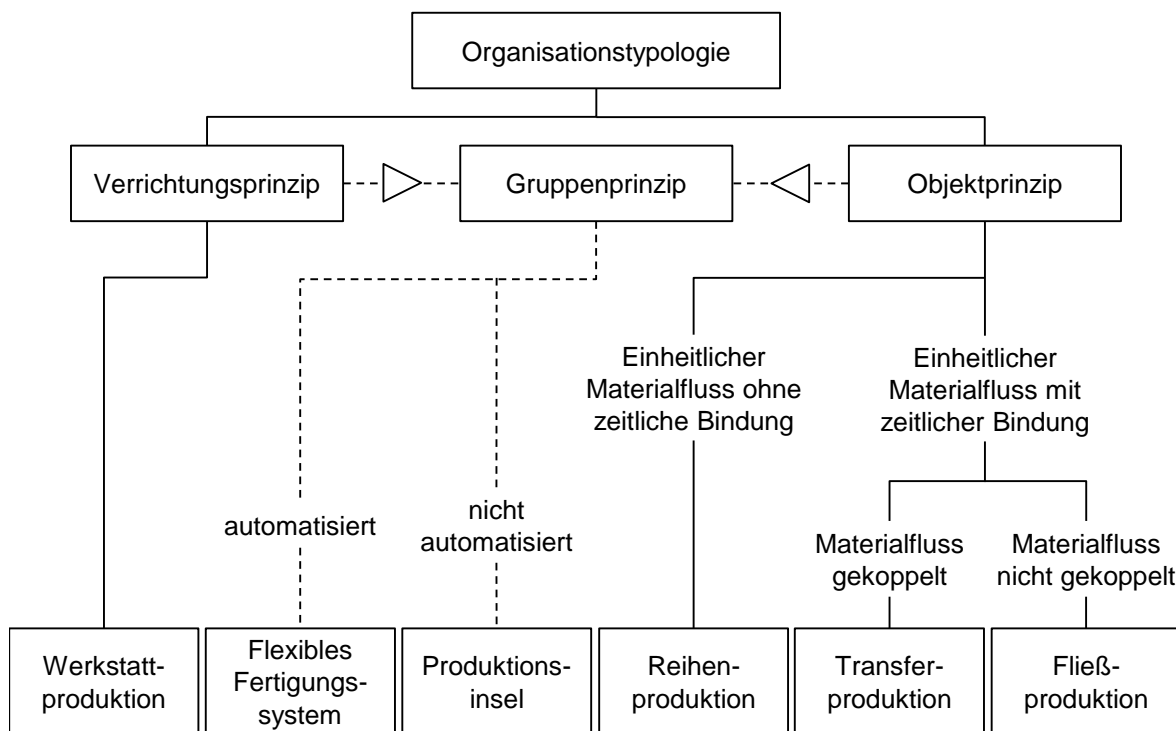 Organisationstypologie
Verrichtungsprinzip
Gruppenprinzip
Objektprinzip
Einheitlicher
Materialfluss ohne
zeitliche Bindung
Einheitlicher
Materialfluss mit
zeitlicher Bindung
automatisiert
nicht
automatisiert
Materialfluss
gekoppelt
Materialfluss
nicht gekoppelt
Werkstatt-
produktion
Flexibles
Fertigungs-
system
Produktions-
insel
Reihen-
produktion
Transfer-
produktion
Fließ-
produktion